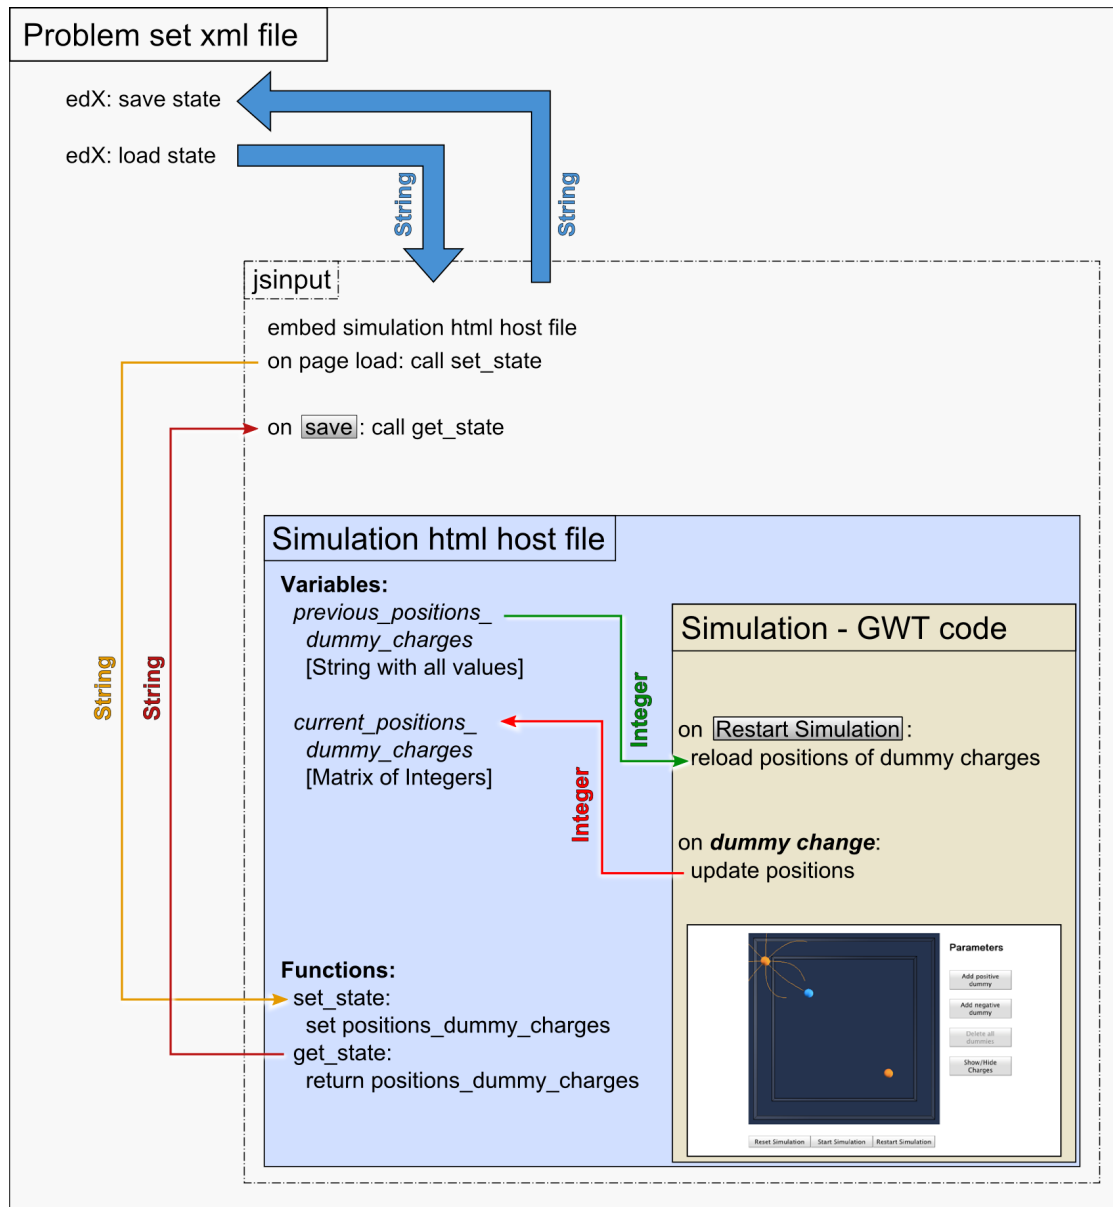 Problem set xml file
edX: save state
edX: load state
String
String
jsinput
embed simulation html host file
on page load: call set_state
on save : call get_state
String
String
Simulation html host file
Variables:
previous_positions_
dummy_charges
[String with all values]
current_positions_
dummy_charges
[Matrix of Integers]
Integer
Integer
Simulation - GWT code
on Restart Simulation :
reload positions of dummy charges
on dummy change:
update positions
Functions:
set_state:
set positions_dummy_charges
get_state:
return positions_dummy_charges
Parameters
Add positive
dummy
Add negative
dummy
Delete all
dummies
Show/Hide
Charges
Reset Simulation
Start Simulation
Restart Simulation